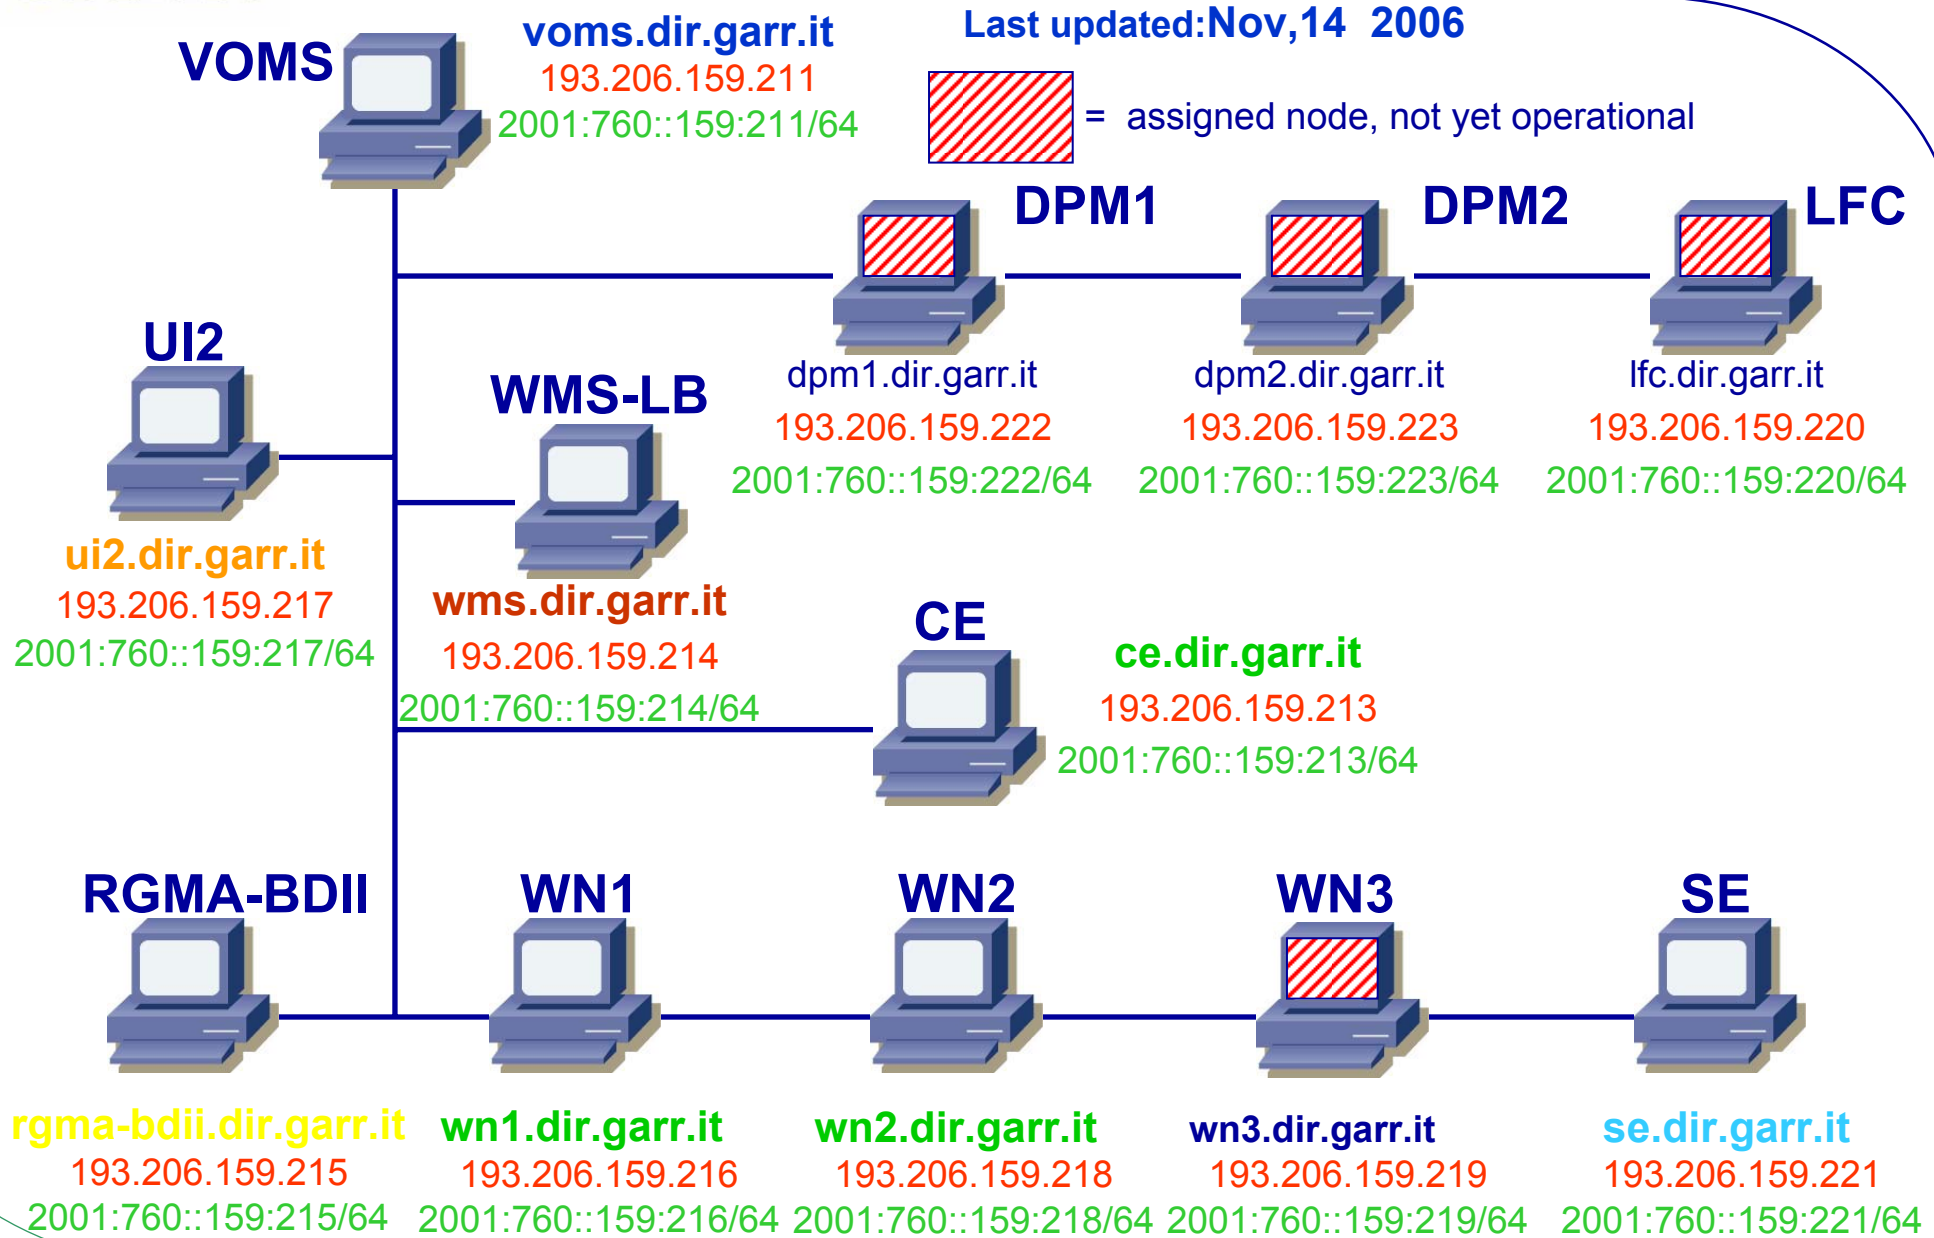 Last updated:Nov,14 2006
= assigned node, not yet operational
VOMS
voms.dir.garr.it
193.206.159.211
2001:760::159:211/64
DPM1
dpm1.dir.garr.it
193.206.159.222
2001:760::159:222/64
DPM2
dpm2.dir.garr.it
193.206.159.223
2001:760::159:223/64
LFC
lfc.dir.garr.it
193.206.159.220
2001:760::159:220/64
UI2
ui2.dir.garr.it
193.206.159.217
2001:760::159:217/64
WMS-LB
wms.dir.garr.it
193.206.159.214
2001:760::159:214/64
CE
ce.dir.garr.it
193.206.159.213
2001:760::159:213/64
RGMA-BDII
rgma-bdii.dir.garr.it
193.206.159.215
2001:760::159:215/64
WN1
wn1.dir.garr.it
193.206.159.216
2001:760::159:216/64
WN2
wn2.dir.garr.it
193.206.159.218
2001:760::159:218/64
WN3
wn3.dir.garr.it
193.206.159.219
2001:760::159:219/64
SE
se.dir.garr.it
193.206.159.221
2001:760::159:221/64